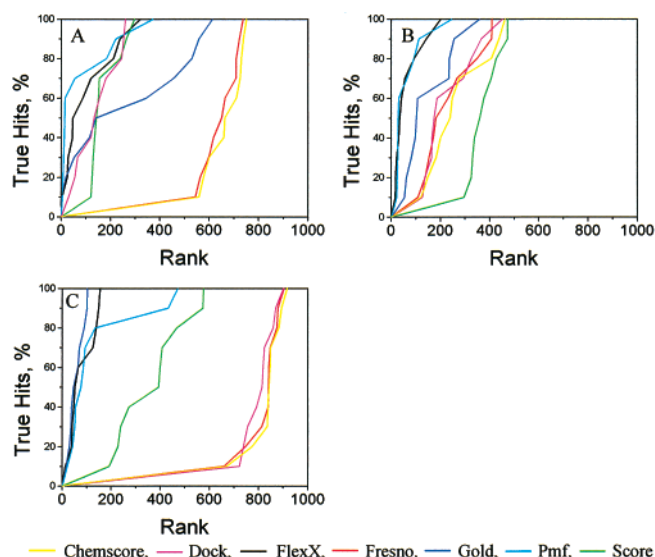 A
B
True Hits, %
100
80
60
40
20
0
0 200 400 600 800 1000
Rank
True Hits, %
100
80
60
40
20
0
0 200 400 600 800 1000
Rank
C
True Hits, %
100
80
60
40
20
0
0 200 400 600 800 1000
Rank
Chemscore, Dock, FlexX, Fresno, Gold, Pmf, Score